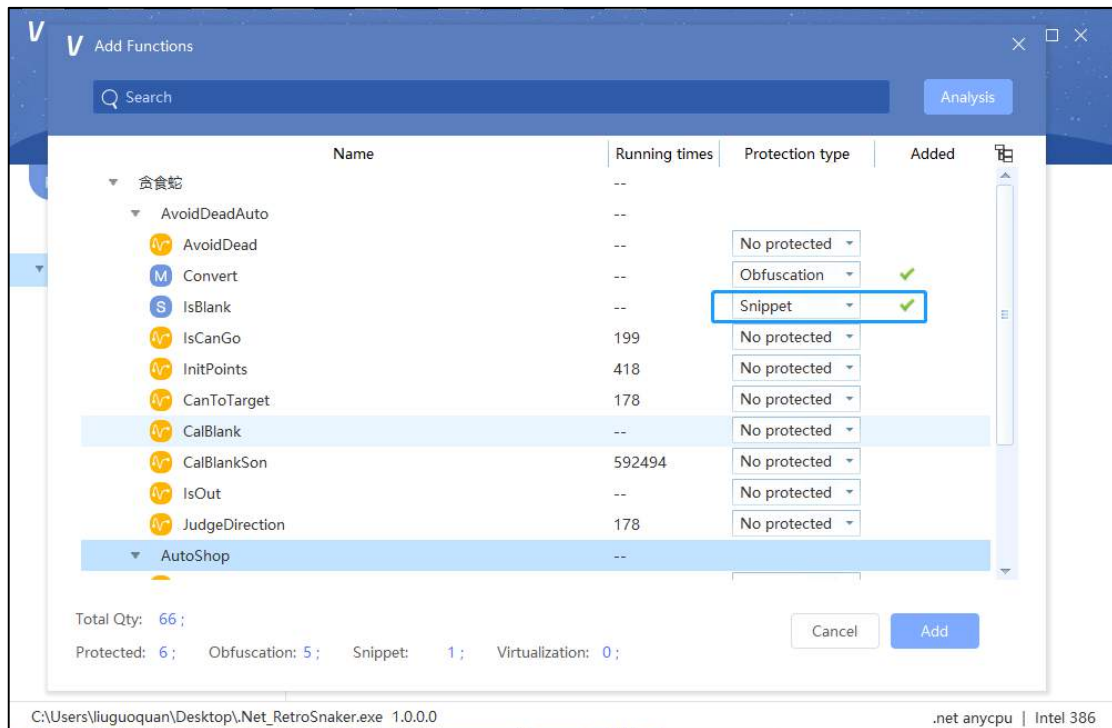 V
V Add Functions
Search
Analysis
Name Running times Protection type Added
贪食蛇 --
AvoidDeadAuto --
AvoidDead -- No protected
M Convert -- Obfuscation
S IsBlank -- Snippet
IsCanGo 199 No protected
InitPoints 418 No protected
CanToTarget 178 No protected
CalBlank -- No protected
CalBlankSon 592494 No protected
IsOut -- No protected
JudgeDirection 178 No protected
AutoShop --
Total Qty: 66 ;
Cancel Add
Protected: 6 ; Obfuscation: 5 ; Snippet: 1 ; Virtualization: 0 ;
C:\Users\liuguoquan\Desktop\.Net_RetroSnaker.exe 1.0.0.0 .net anycpu | Intel 386